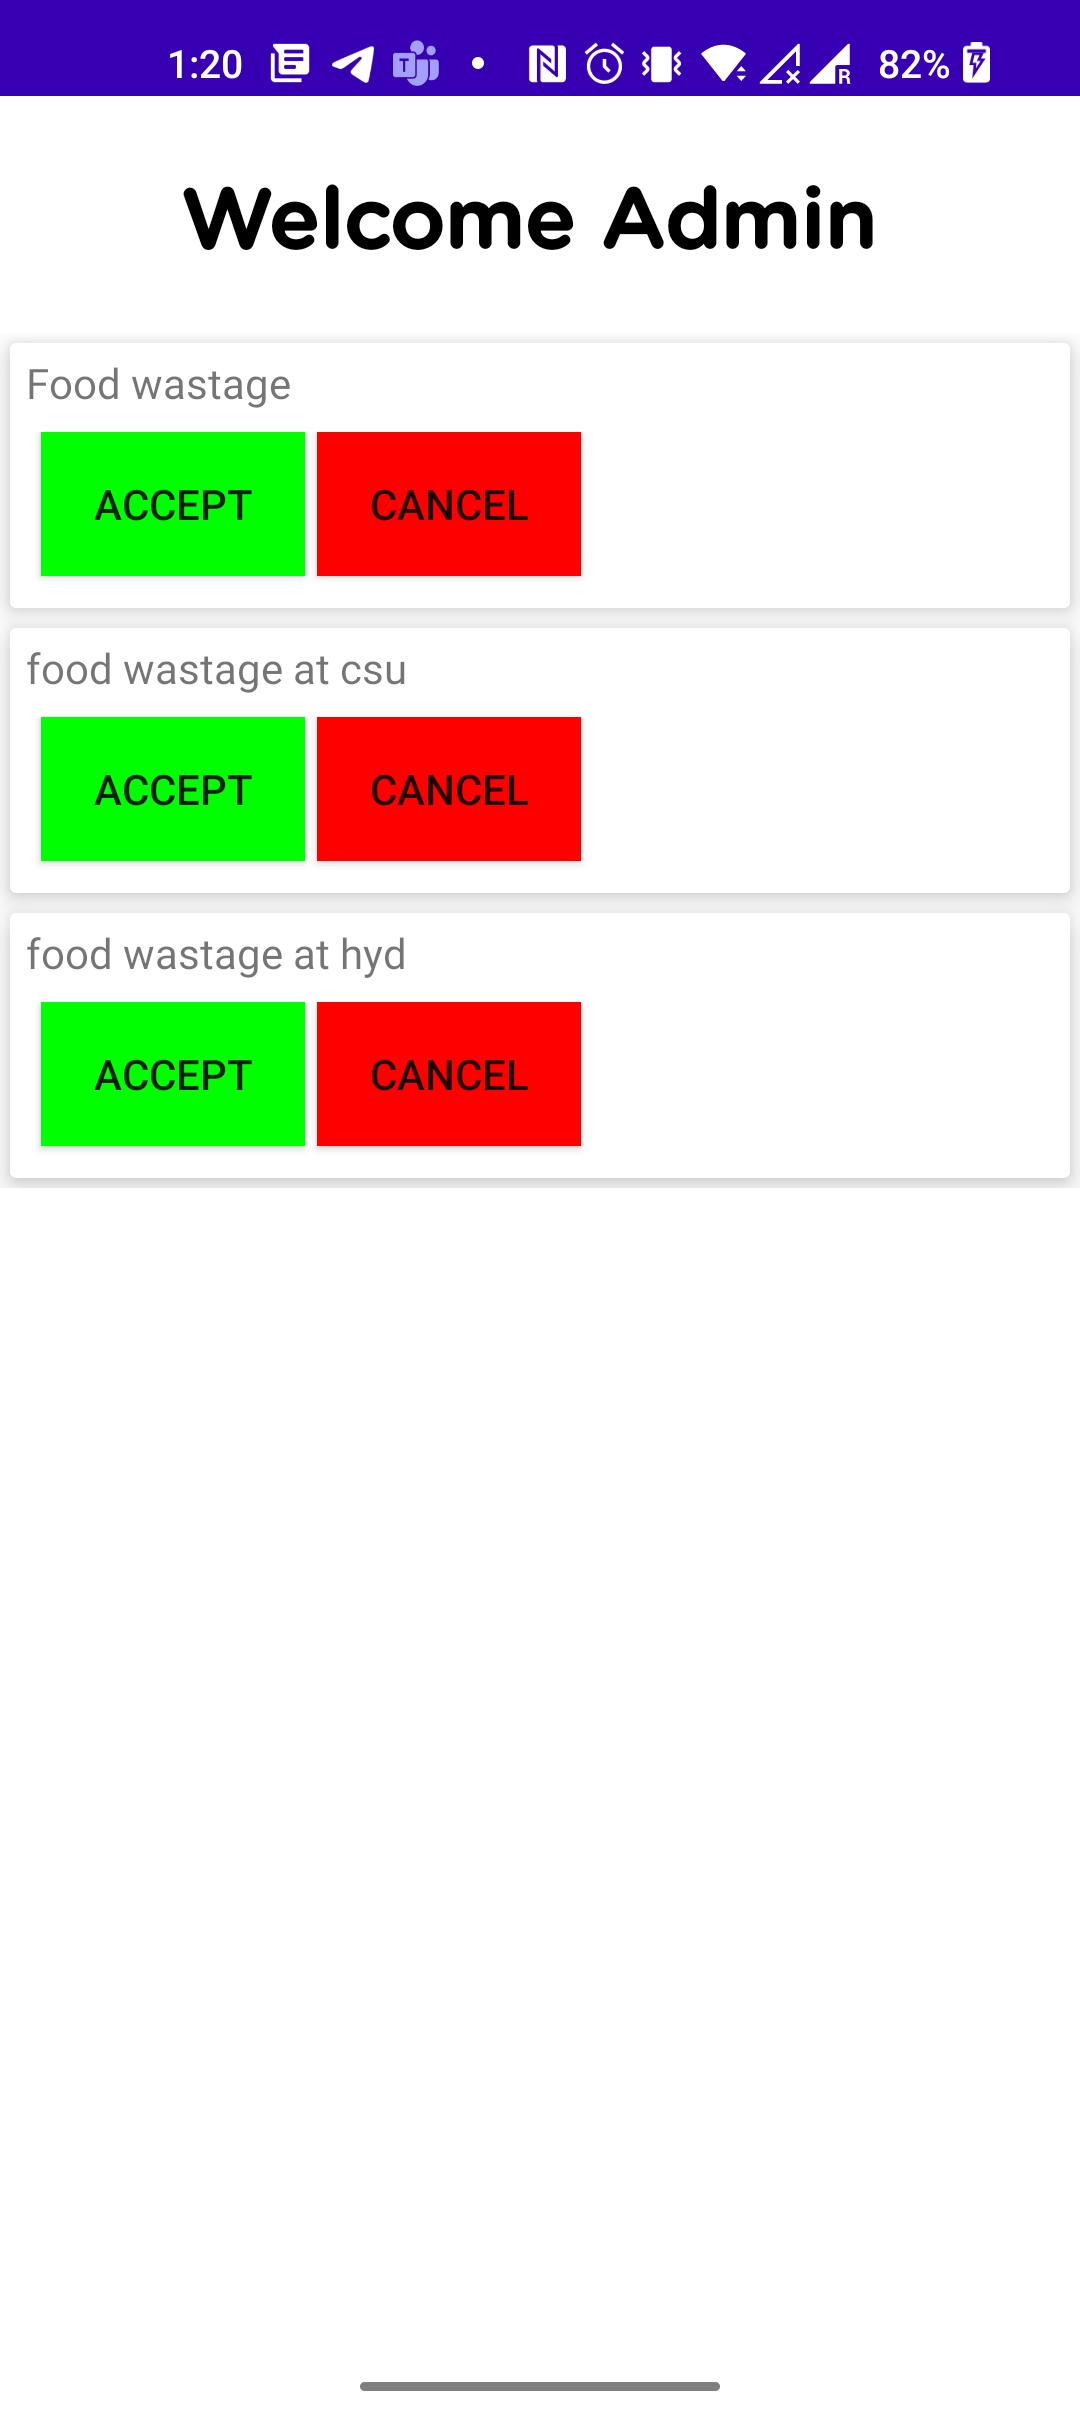 1:20 82%
Welcome Admin
Food wastage
ACCEPT CANCEL
food wastage at csu
ACCEPT CANCEL
food wastage at hyd
ACCEPT CANCEL